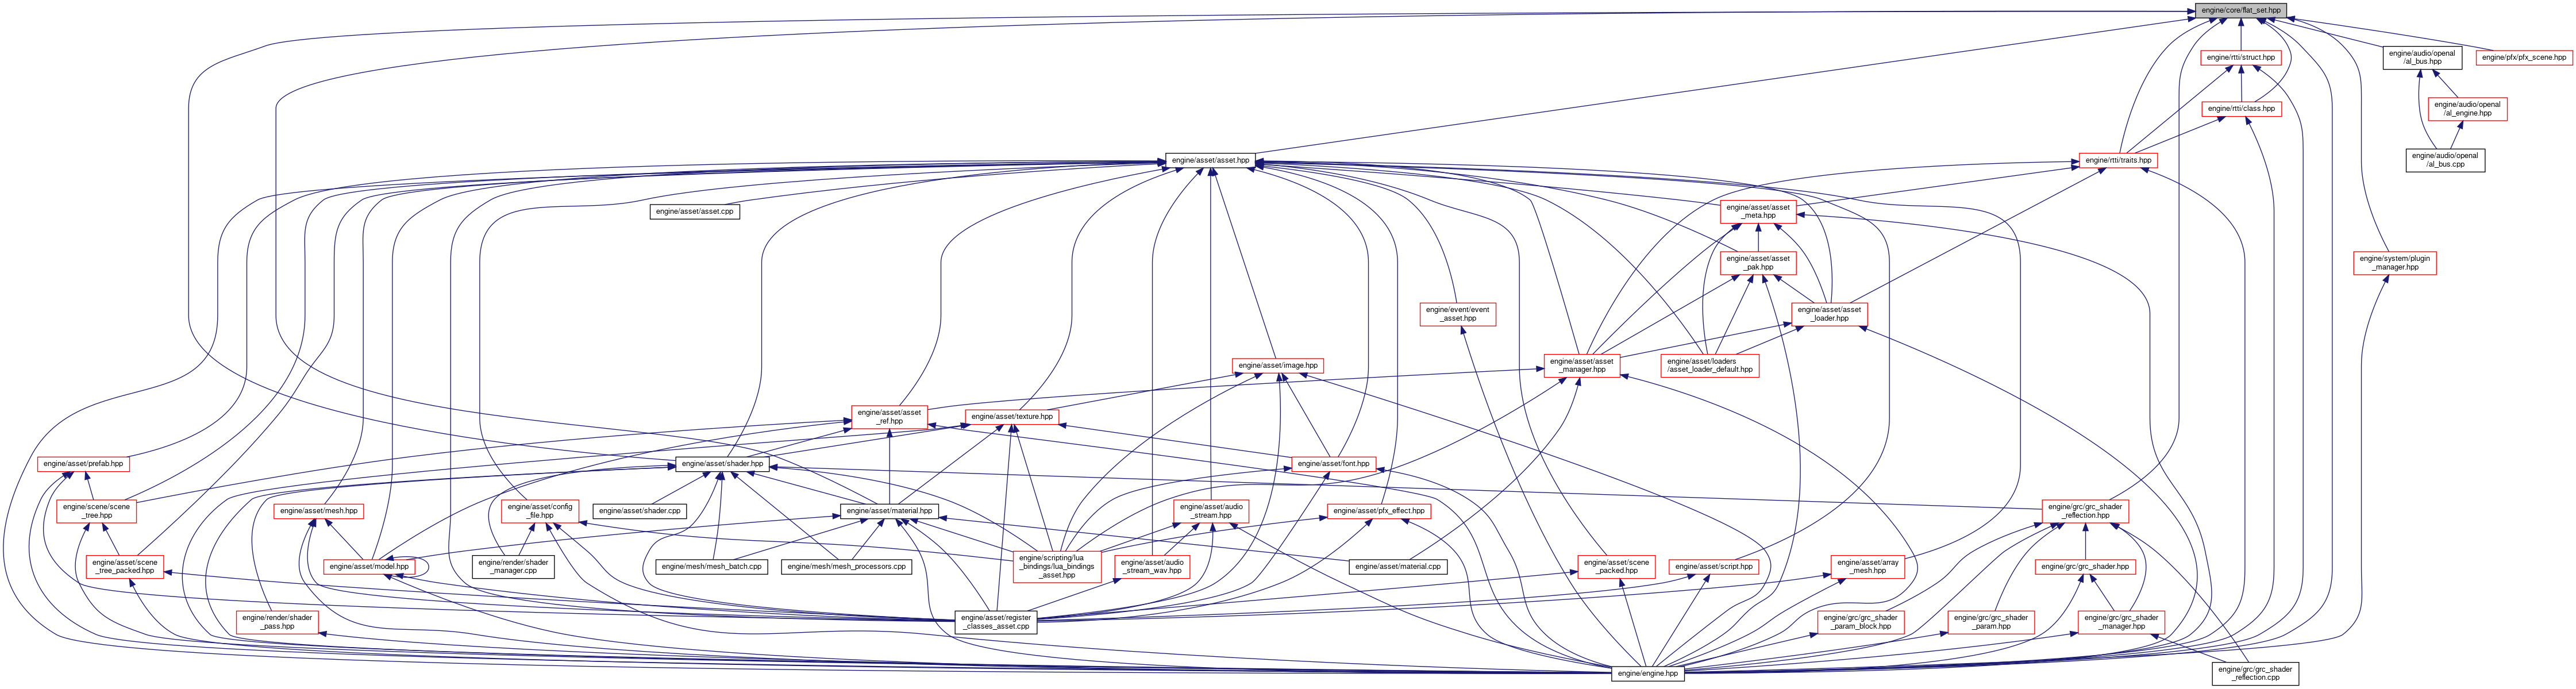 engine/core/flat_set.hpp
engine/audio/openal
/al_bus.hpp
engine/rtti/struct.hpp
engine/pfx/pfx_scene.hpp
engine/rtti/class.hpp
engine/audio/openal
/al_engine.hpp
engine/asset/asset.hpp
engine/rtti/traits.hpp
engine/audio/openal
/al_bus.cpp
engine/asset/asset.cpp
engine/asset/asset
_meta.hpp
engine/asset/asset
_pak.hpp
engine/system/plugin
_manager.hpp
engine/event/event
_asset.hpp
engine/asset/asset
_loader.hpp
engine/asset/image.hpp
engine/asset/asset
_manager.hpp
engine/asset/loaders
/asset_loader_default.hpp
engine/asset/asset
_ref.hpp
engine/asset/texture.hpp
engine/asset/prefab.hpp
engine/asset/shader.hpp
engine/asset/font.hpp
engine/scene/scene
_tree.hpp
engine/asset/mesh.hpp
engine/asset/config
_file.hpp
engine/asset/shader.cpp
engine/asset/material.hpp
engine/asset/audio
_stream.hpp
engine/asset/pfx_effect.hpp
engine/grc/grc_shader
_reflection.hpp
engine/asset/scene
_tree_packed.hpp
engine/asset/model.hpp
engine/render/shader
_manager.cpp
engine/mesh/mesh_batch.cpp
engine/mesh/mesh_processors.cpp
engine/scripting/lua
_bindings/lua_bindings
_asset.hpp
engine/asset/audio
_stream_wav.hpp
engine/asset/material.cpp
engine/asset/scene
_packed.hpp
engine/asset/script.hpp
engine/asset/array
_mesh.hpp
engine/grc/grc_shader.hpp
engine/render/shader
_pass.hpp
engine/asset/register
_classes_asset.cpp
engine/grc/grc_shader
_param_block.hpp
engine/grc/grc_shader
_param.hpp
engine/grc/grc_shader
_manager.hpp
engine/engine.hpp
engine/grc/grc_shader
_reflection.cpp